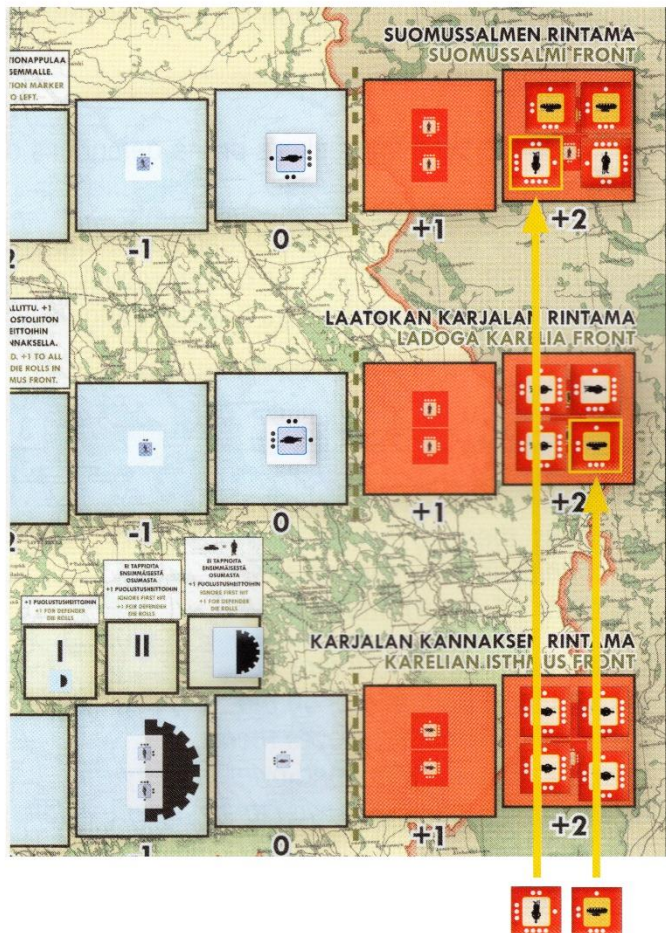 SUOMUSSALMEN RINTAMA
SUOMUSSALMI FRONT
TIONAPPULAA
SEMMALLE.
TION MARKER
O LEFT.
-1
0
+1
+2
LAATOKAN KARJALAN RINTAMA
LADOGA KARELIA FRONT
ALLITTU. +1
OSTOLIITON
EITTOIHIN
NNAKSELLA.
D. +1 TO ALL
DIE ROLLS IN
MUS FRONT.
-1
0
+1
+2
+1 PUOLUSTUSHEITTOIHIN
+1 FOR DEFENDER
DIE ROLLS
I
EI TAPPIOITA
ENSIMMÄISESTÄ
OSUMASTA
+1 PUOLUSTUSHEITTOIHIN
IGNORS FIRST HIT
+1 FOR DEFENDER
DIE ROLLS
II
EI TAPPIOITA
ENSIMMÄISESTÄ
OSUMASTA
+1 PUOLUSTUSHEITTOIHIN
IGNORS FIRST HIT
+1 FOR DEFENDER
DIE ROLLS
KARJALAN KANNAKSEN RINTAMA
KARELIAN ISTHMUS FRONT
-1
0
+1
+2